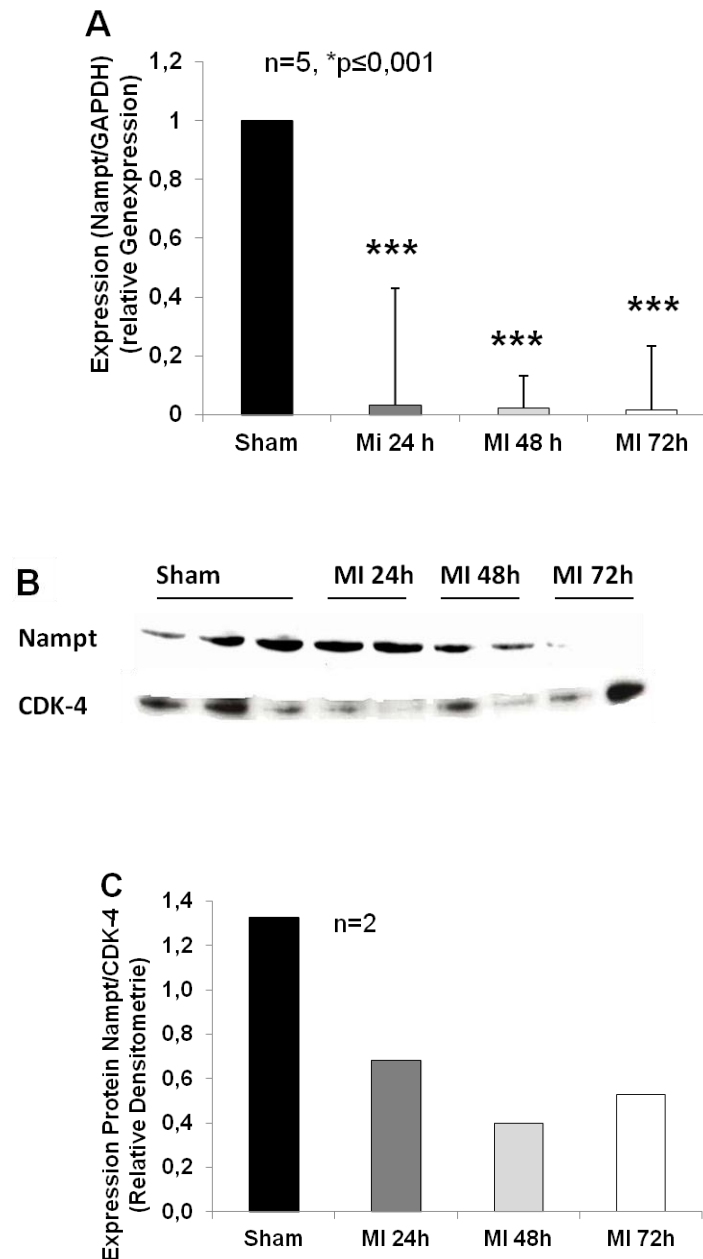 A
n=5, *p≤0,001
Expression (Nampt/GAPDH)
(relative Genexpression)
1,2
1
0,8
0,6
0,4
0,2
0
***
***
***
Sham Mi 24 h MI 48 h MI 72h
B
Sham MI 24h MI 48h MI 72h
Nampt
CDK-4
C
n=2
Expression Protein Nampt/CDK-4
(Relative Densitometrie)
1,4
1,2
1,0
0,8
0,6
0,4
0,2
0,0
Sham MI 24h MI 48h MI 72h